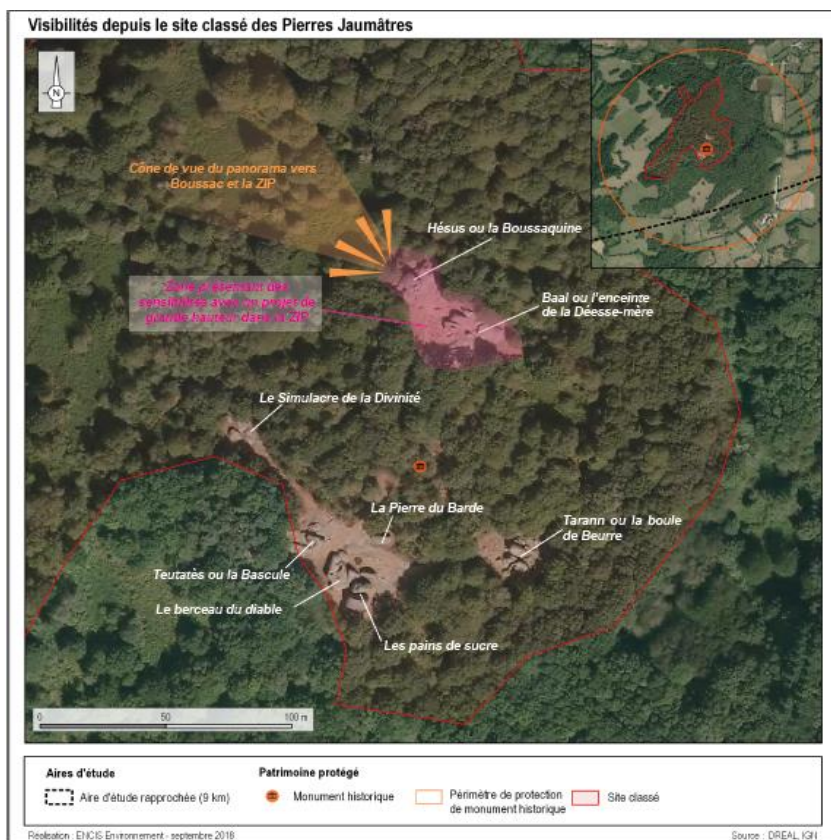 Visibilités depuis le site classé des Pierres Jaumâtres
N
Cône de vue du panorama vers
Boussac et la ZIP
Hésus ou la Boussaquine
Zone présentant des
sensibilités avec un projet de
grande hauteur dans la ZIP
Baal ou l'enceinte
de la Déesse-mère
Le Simulacre de la Divinité
La Pierre du Barde
Tarann ou la boule
de Beurre
Teutatès ou la Bascule
Le berceau du diable
Les pains de sucre
0 50 100 m
Aires d'étude
Patrimoine protégé
Aire d'étude rapprochée (9 km)
Monument historique
Périmètre de protection
de monument historique
Site classé
Réalisation : ENCIS Environnement - septembre 2018
Source : DREAL, IGN